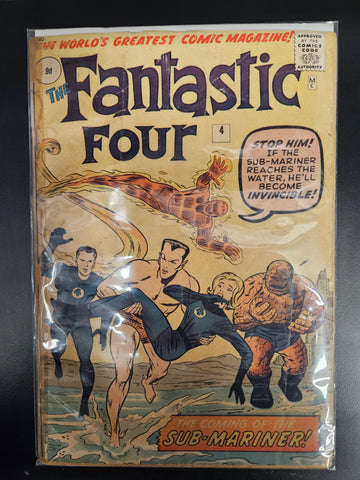 THE WORLD'S GREATEST COMIC MAGAZINE!
9d
APPROVED
BY THE
COMICS
CODE
AUTHORITY
THE Fantastic
FOUR
4
M
C
STOP HIM!
IF THE
SUB-MARINER
REACHES THE
WATER, HE'LL
BECOME
INVINCIBLE!
4
THE COMING OF THE
SUB-MARINER!